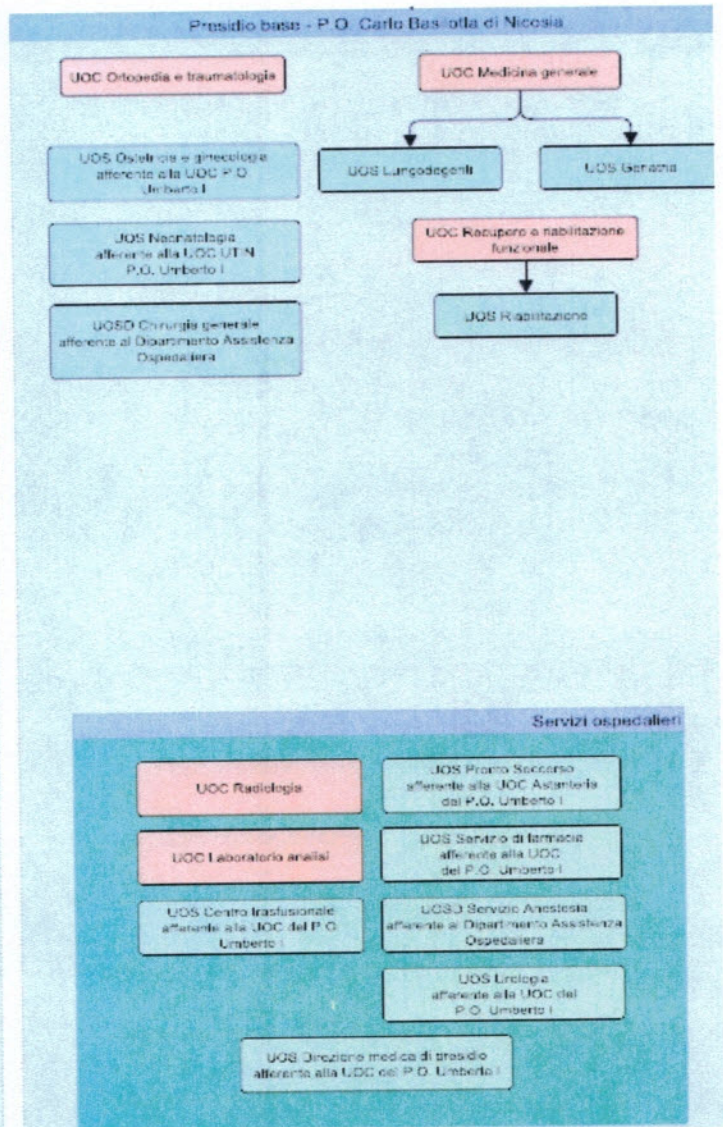 Presidio base - P.O. Carlo Basilotta di Nicosia
UOC Ortopedia e traumatologia
UOC Medicina generale
UOS Ostetricia e ginecologia
afferente alla UOC P.O.
Umberto I
UOS Lungodegenti
UOS Geriatria
UOS Neonatologia
afferente alla UOC UTIN
P.O. Umberto I
UOC Recupero e riabilitazione
funzionale
UOSD Chirurgia generale
afferente al Dipartimento Assistenza
Ospedaliera
UOS Riabilitazione
Servizi ospedalieri
UOC Radiologia
UOS Pronto Soccorso
afferente alla UOC Astanteria
del P.O. Umberto I
UOC Laboratorio analisi
UOS Servizio di farmacia
afferente alla UOC
del P.O. Umberto I
UOS Centro trasfusionale
afferente alla UOC del P.O.
Umberto I
UOSD Servizio Anestesia
afferente al Dipartimento Assistenza
Ospedaliera
UOS Urologia
afferente alla UOC del
P.O. Umberto I
UOS Direzione medica di presidio
afferente alla UOC del P.O. Umberto I